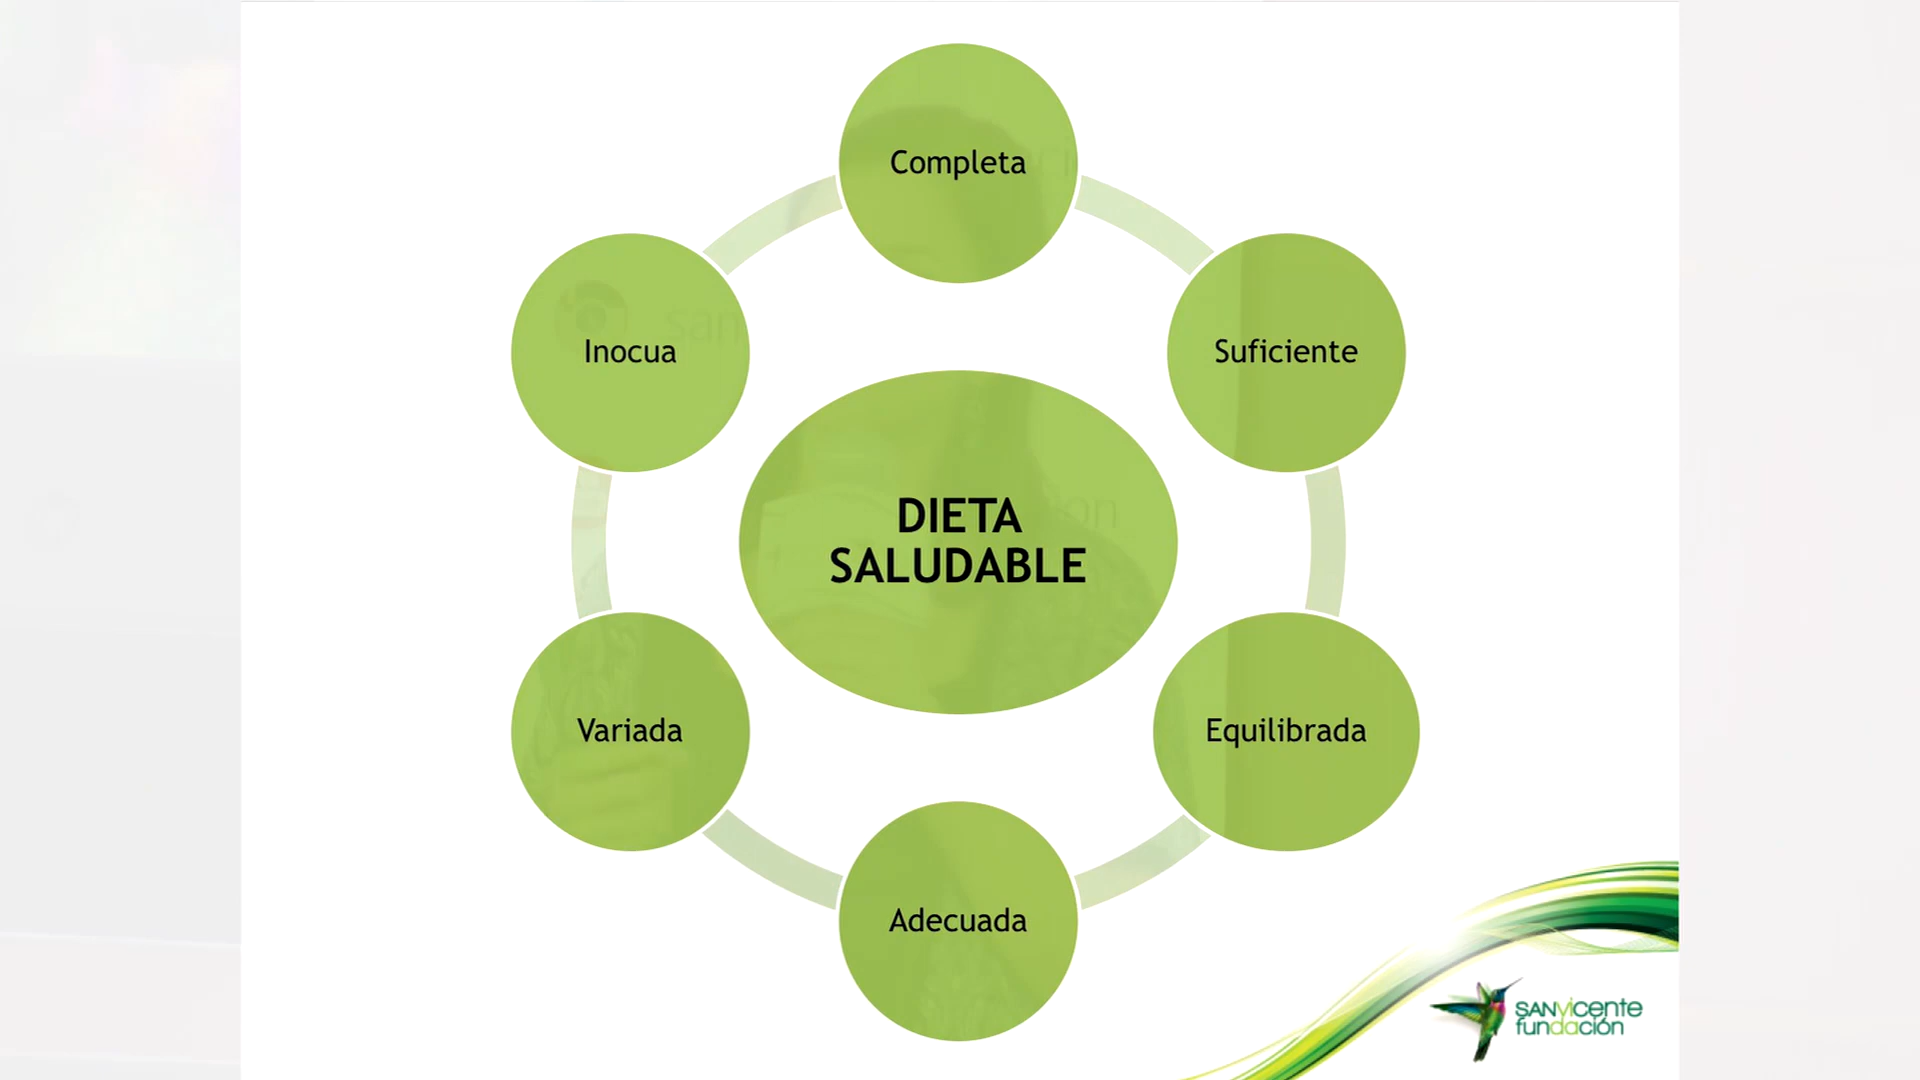 Completa
Suficiente
Equilibrada
Adecuada
Variada
Inocua
DIETA
SALUDABLE
SANVICENTE
FUNDACIÓN